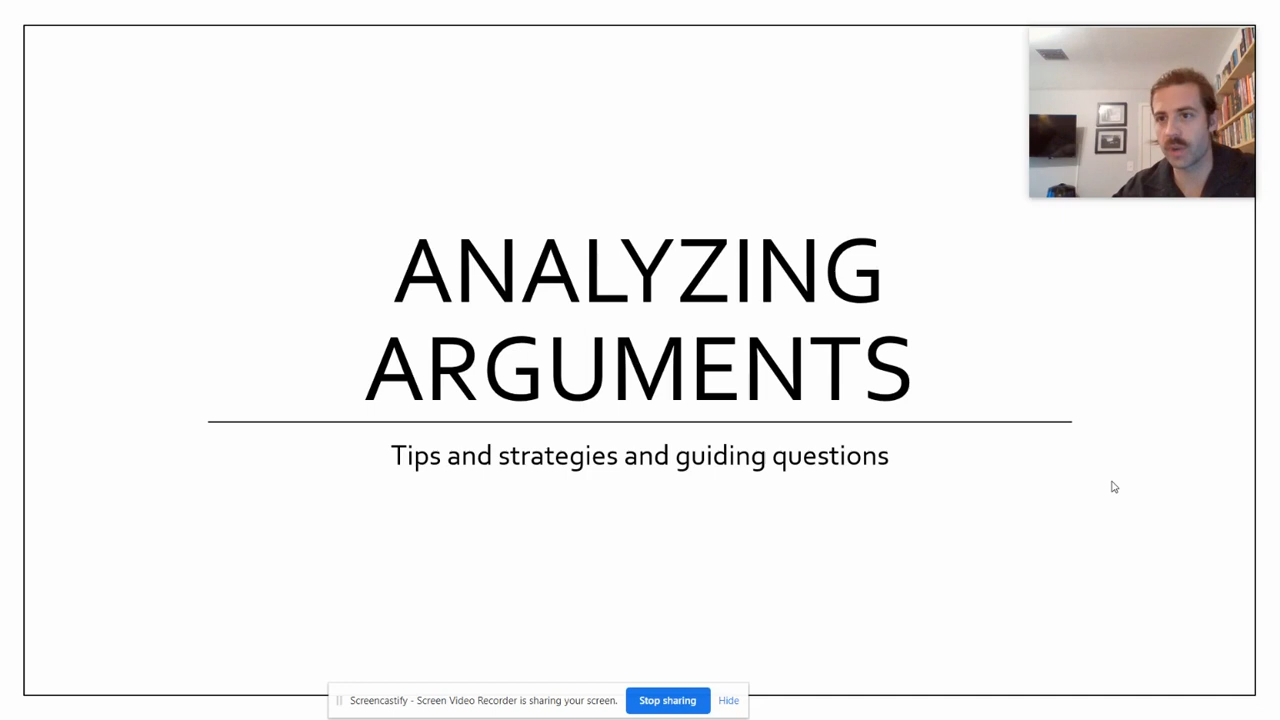 ANALYZING
ARGUMENTS
Tips and strategies and guiding questions
Screencastify - Screen Video Recorder is sharing your screen. Stop sharing Hide